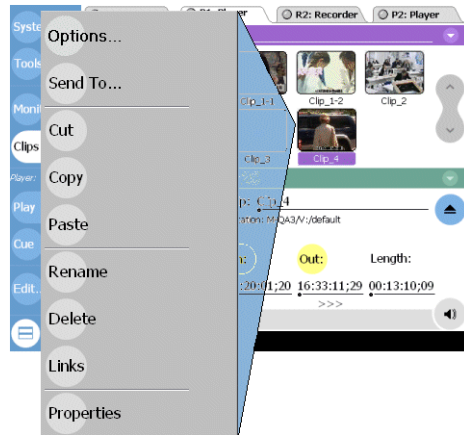 P1: Player
R2: Recorder
P2: Player
Options...
Send To...
Cut
Copy
Paste
Rename
Delete
Links
Properties
Tools
Clips
Player:
Play
Cue
Edit..
Clip_1-1
Clip_1-2
Clip_2
Clip_3
Clip_4
Clip_4
/V:/default
Out:
Length:
:20:01;20
16:33:11;29
00:13:10;09
>>>